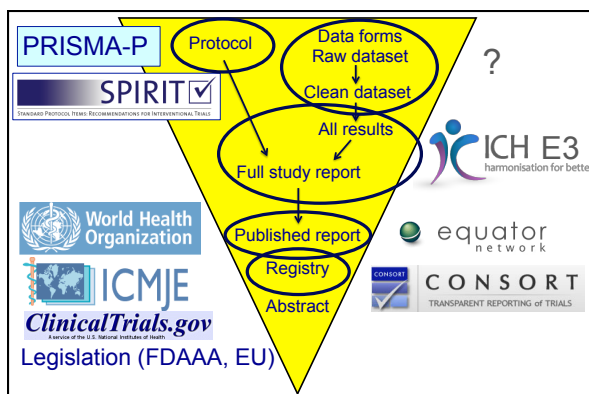 PRISMA-P
Protocol
Data forms
Raw dataset
?
SPIRIT
STANDARD PROTOCOL ITEMS: RECOMMENDATIONS FOR INTERVENTIONAL TRIALS
Clean dataset
All results
ICH E3
harmonisation for bette
Full study report
World Health
Organization
Published report
equator
network
ICMJE
Registry
CONSORT
CONSORT
TRANSPARENT REPORTING of TRIALS
Abstract
ClinicalTrials.gov
A service of the U.S. National Institutes of Health
Legislation (FDAAA, EU)